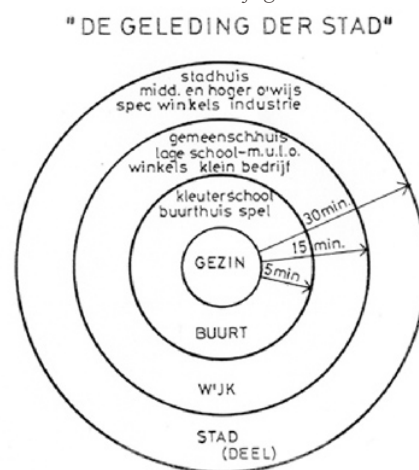 "DE GELEDING DER STAD"
stadhuis
midd. en hoger o'wijs
spec winkels industrie
gemeenschhuis
lage school-m.u.l.o.
winkels klein bedrijf
kleuterschool
buurthuis spel
30min.
15 min.
5min
GEZIN
BUURT
WIJK
STAD
(DEEL)